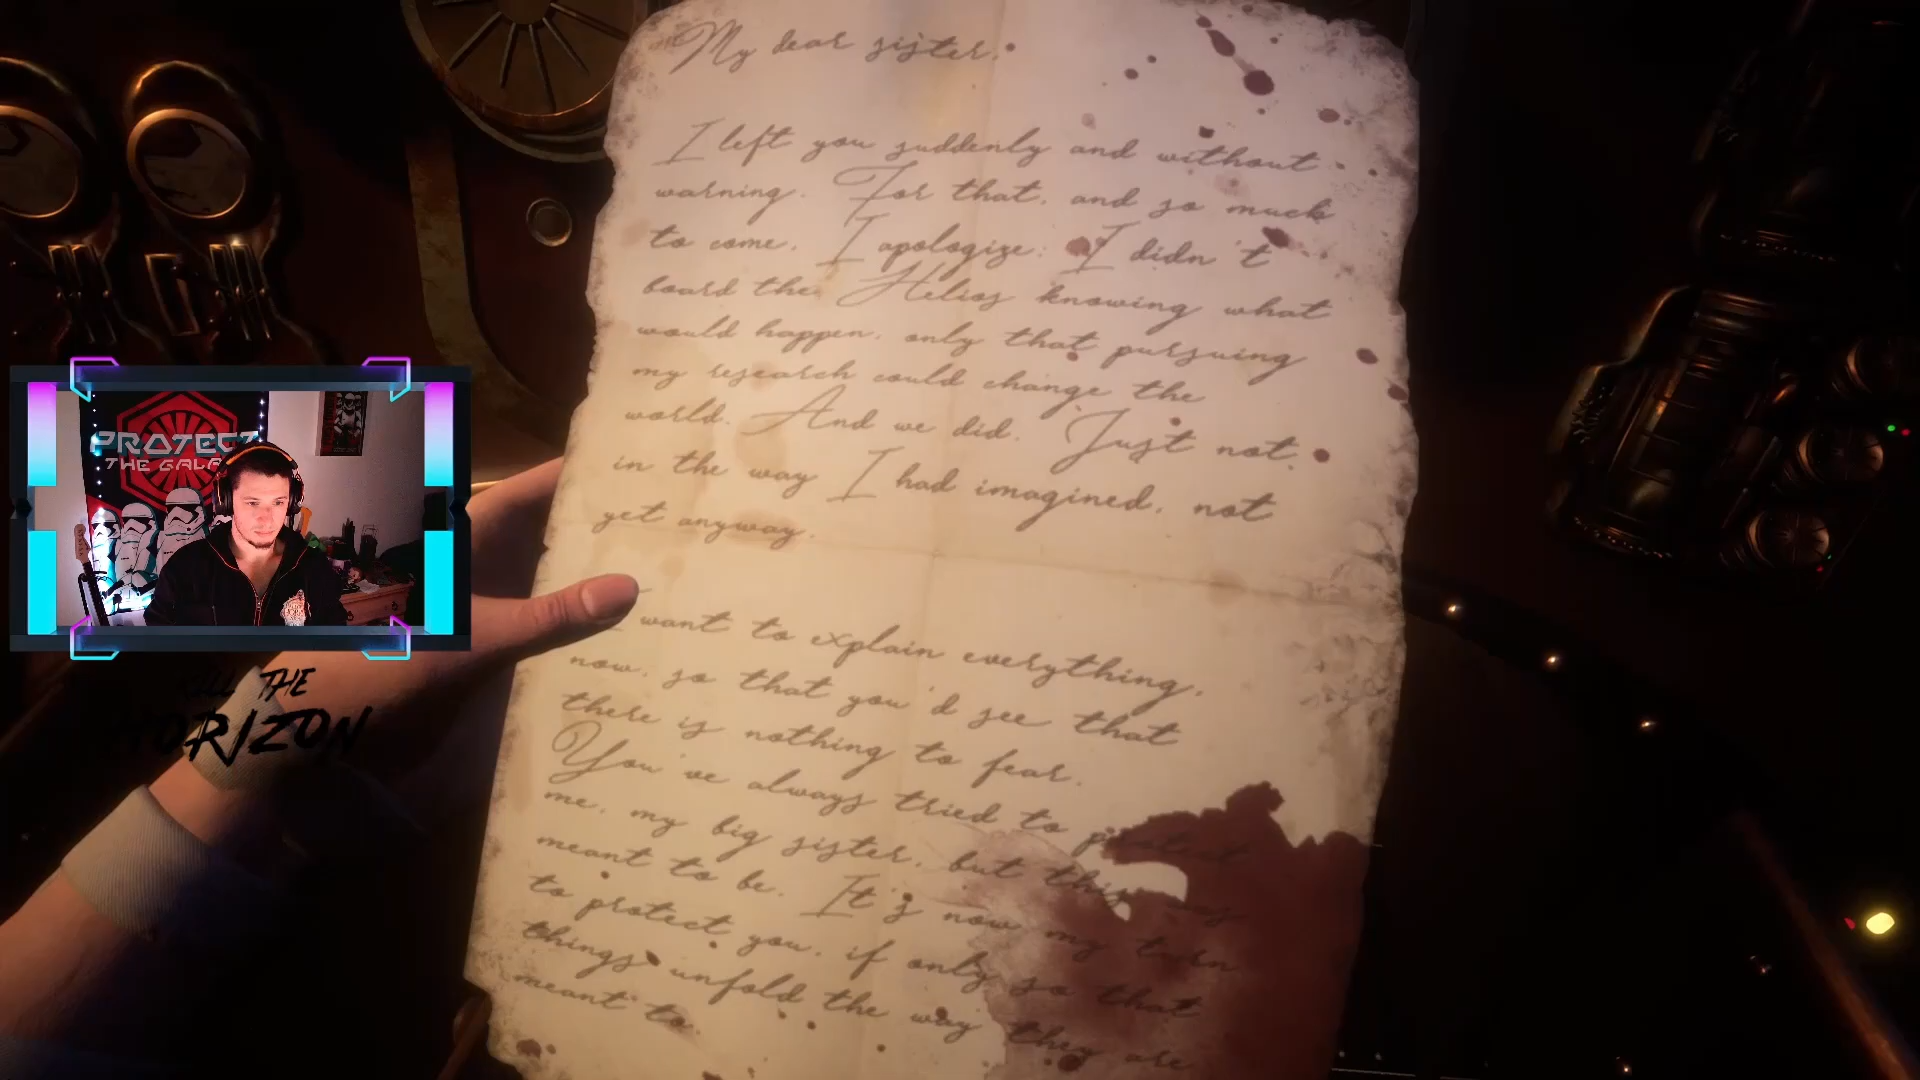 My dear sister,
I left you suddenly and without
warning. For that, and so much
to come, I apologize. I didn't
board the Helios knowing what
would happen, only that pursuing
my research could change the
world. And we did. Just not
in the way I had imagined, not
yet anyway.
I want to explain everything,
now, so that you'd see that
there is nothing to fear.
You've always tried to protect
me, my big sister, but this was
meant to be. It's now my turn
to protect you, if only so that
things unfold the way they are
meant to.
PROTECT
THE GALA
KILL THE
HORIZON